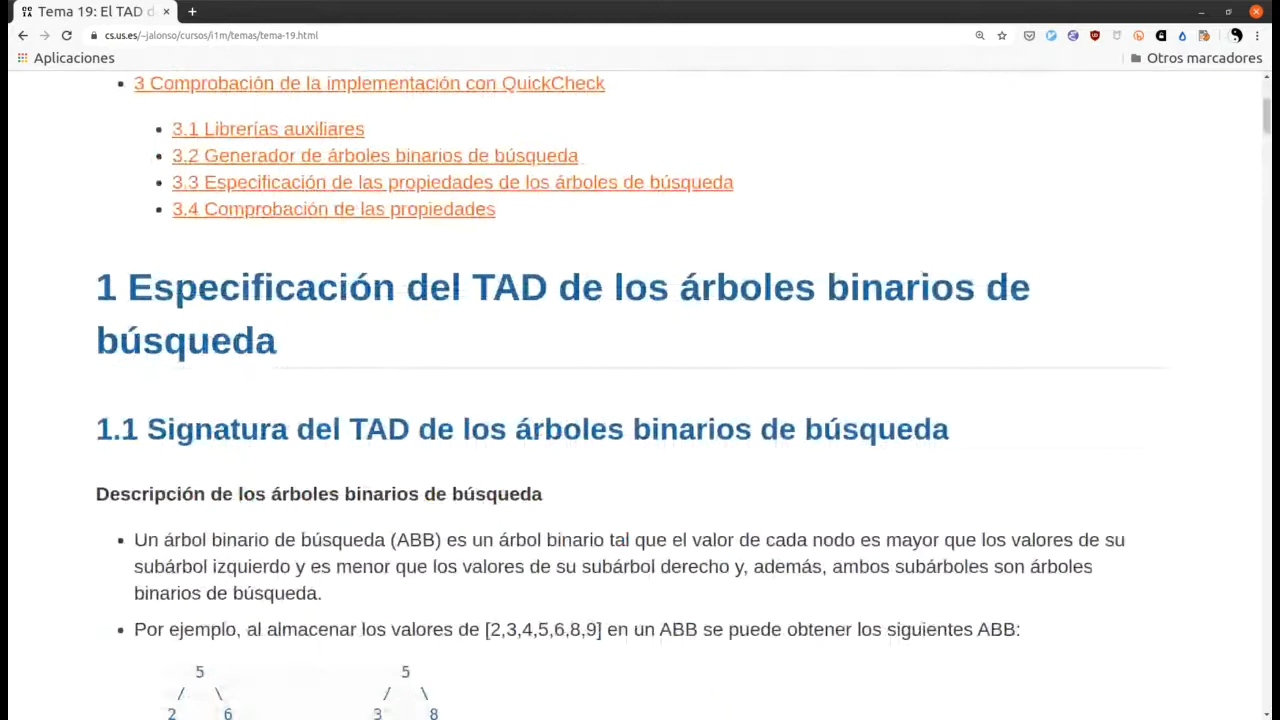 Tema 19: El TAD d
cs.us.es/~jalonso/cursos/i1m/temas/tema-19.html
Aplicaciones
Otros marcadores
3 Comprobación de la implementación con QuickCheck
3.1 Librerías auxiliares
3.2 Generador de árboles binarios de búsqueda
3.3 Especificación de las propiedades de los árboles de búsqueda
3.4 Comprobación de las propiedades
1 Especificación del TAD de los árboles binarios de
búsqueda
1.1 Signatura del TAD de los árboles binarios de búsqueda
Descripción de los árboles binarios de búsqueda
Un árbol binario de búsqueda (ABB) es un árbol binario tal que el valor de cada nodo es mayor que los valores de su
subárbol izquierdo y es menor que los valores de su subárbol derecho y, además, ambos subárboles son árboles
binarios de búsqueda.
Por ejemplo, al almacenar los valores de [2,3,4,5,6,8,9] en un ABB se puede obtener los siguientes ABB:
5 5
/ \ / \
2 6 3 8